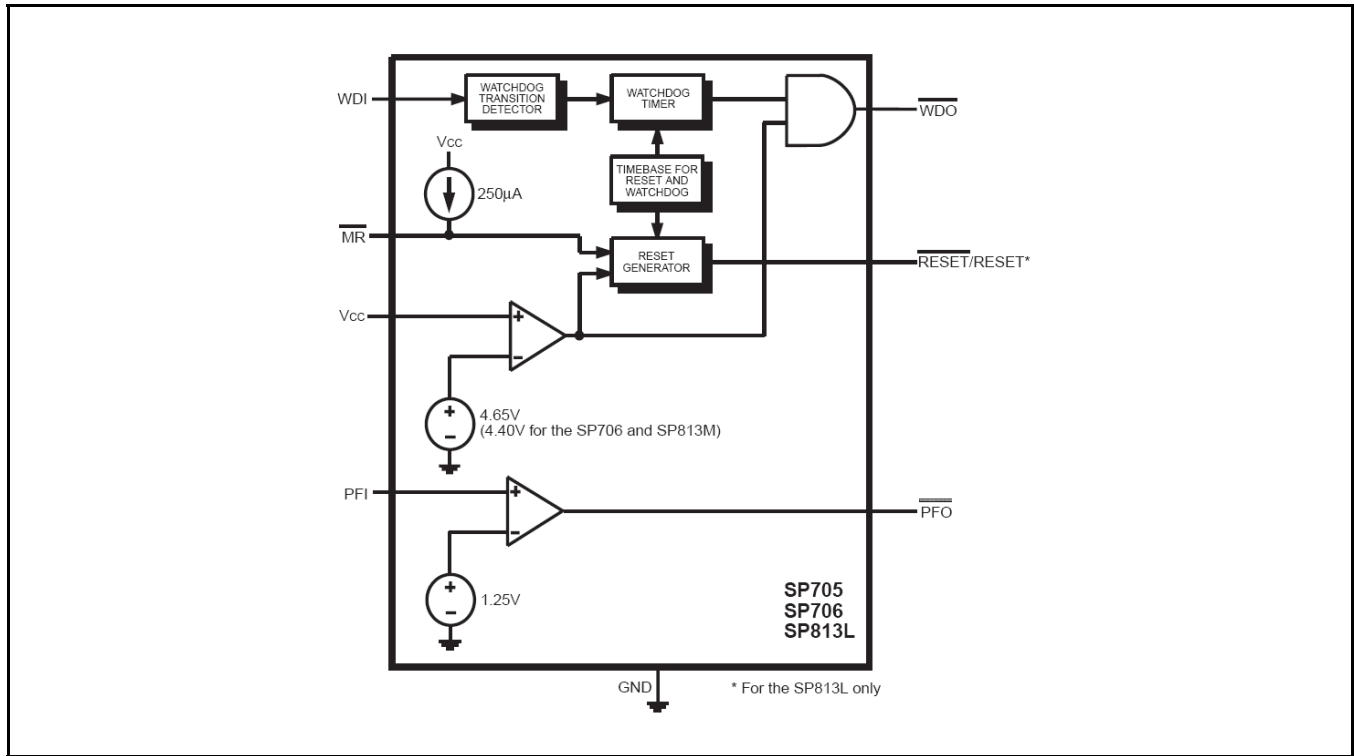 WDI
WATCHDOG
TRANSITION
DETECTOR
WATCHDOG
TIMER
WDO
Vcc
250µA
TIMEBASE FOR
RESET AND
WATCHDOG
MR
RESET
GENERATOR
RESET/RESET*
Vcc
+
−
+
−
4.65V
(4.40V for the SP706 and SP813M)
PFI
+
−
PFO
+
−
1.25V
SP705
SP706
SP813L
GND
* For the SP813L only